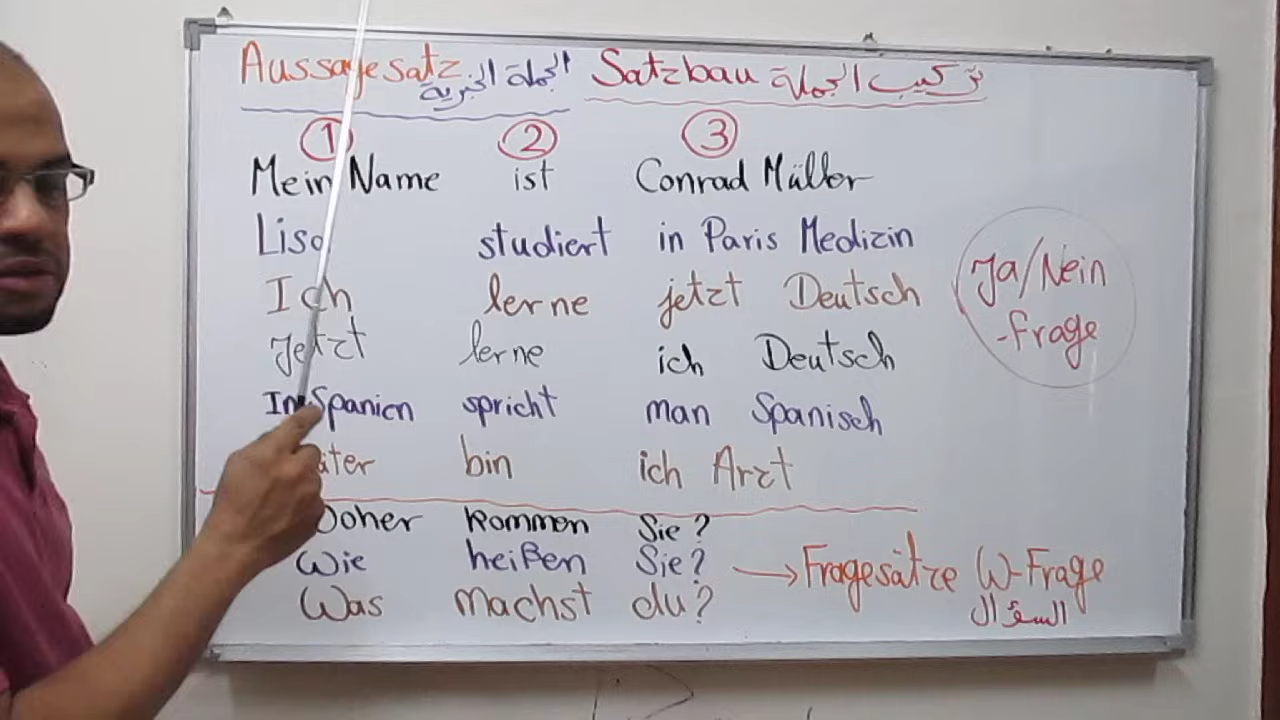 Aussagesatz الجملة الخبرية Satzbau تركيب الجملة
1 2 3
Mein Name ist Conrad Müller
Lisa studiert in Paris Medizin
Ich lerne jetzt Deutsch
Jetzt lerne ich Deutsch
In Spanien spricht man Spanisch
äter bin ich Arzt
Ja/Nein
-Frage
oher kommen Sie?
Wie heißen Sie?
Was machst du?
→ Fragesätze W-Frage
السؤال